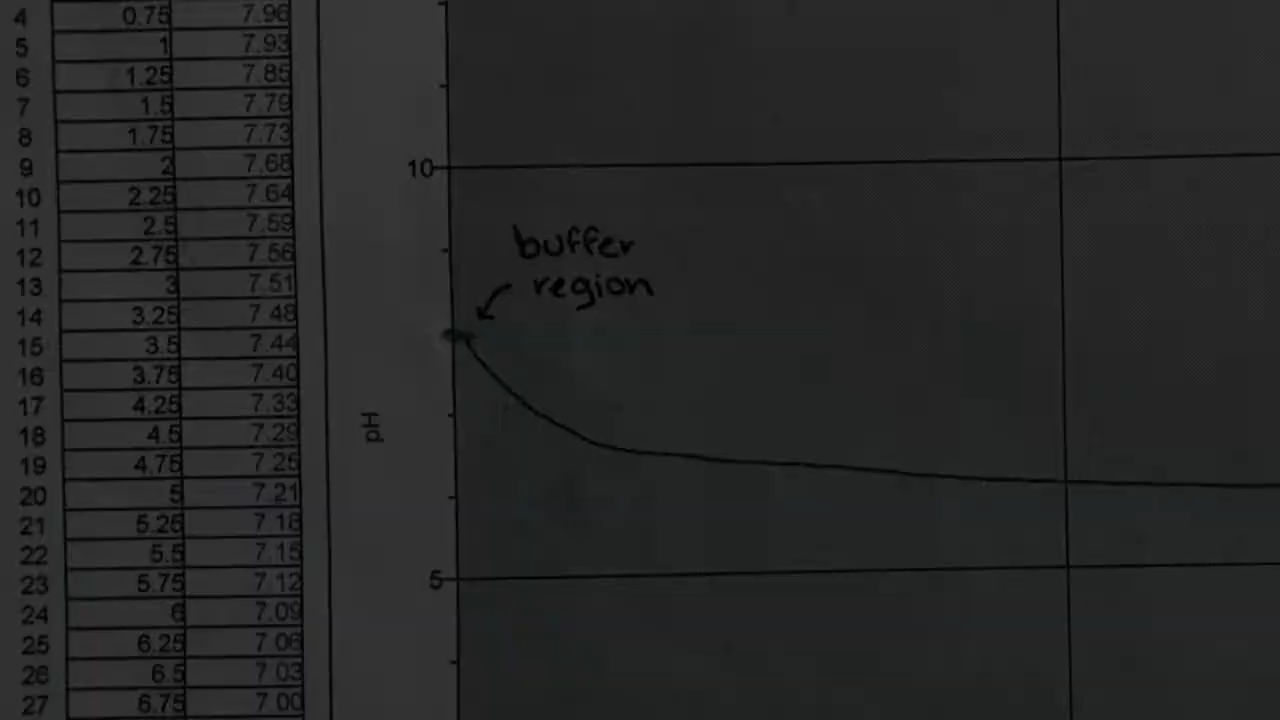 4 0.75 7.96
5 1 7.93
6 1.25 7.85
7 1.5 7.79
8 1.75 7.73
9 2 7.68
10 2.25 7.64
11 2.5 7.59
12 2.75 7.56
13 3 7.51
14 3.25 7.48
15 3.5 7.44
16 3.75 7.40
17 4.25 7.33
18 4.5 7.29
19 4.75 7.25
20 5 7.21
21 5.25 7.18
22 5.5 7.15
23 5.75 7.12
24 6 7.09
25 6.25 7.06
26 6.5 7.03
27 6.75 7.00
10
buffer
region
pH
5